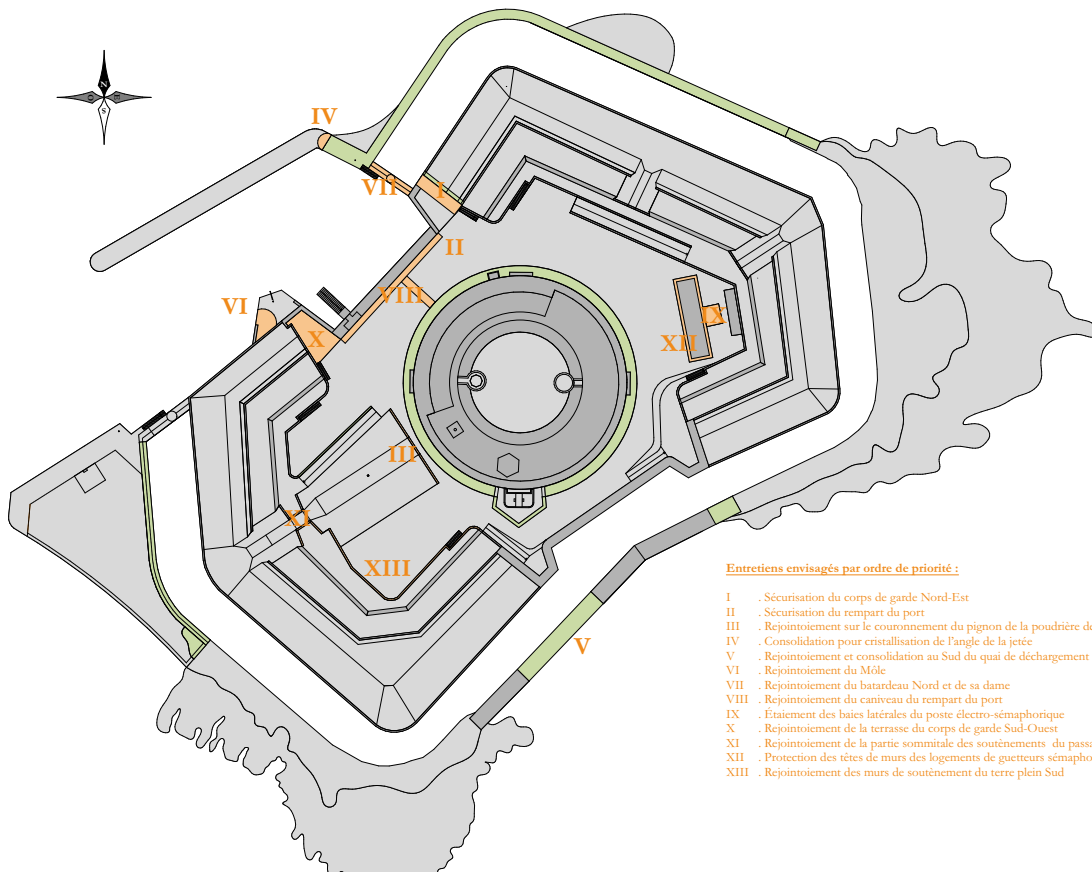 N
O
E
S
IV
VII
I
II
VIII
VI
X
IX
XII
III
XI
XIII
V
Entretiens envisagés par ordre de priorité :
I . Sécurisation du corps de garde Nord-Est
II . Sécurisation du rempart du port
III . Rejointoiement sur le couronnement du pignon de la poudrière de
IV . Consolidation pour cristallisation de l'angle de la jetée
V . Rejointoiement et consolidation au Sud du quai de déchargement
VI . Rejointoiement du Môle
VII . Rejointoiement du batardeau Nord et de sa dame
VIII . Rejointoiement du caniveau du rempart du port
IX . Étaiement des baies latérales du poste électro-sémaphorique
X . Rejointoiement de la terrasse du corps de garde Sud-Ouest
XI . Rejointoiement de la partie sommitale des soutènements du passa
XII . Protection des têtes de murs des logements de guetteurs sémapho
XIII . Rejointoiement des murs de soutènement du terre plein Sud